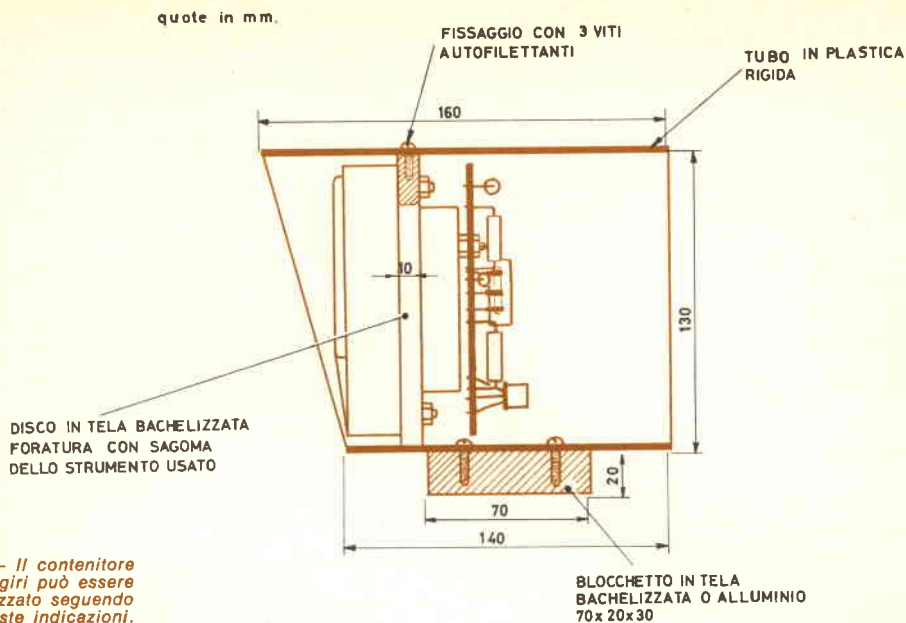 quote in mm.
FISSAGGIO CON 3 VITI
AUTOFILETTANTI
TUBO IN PLASTICA
RIGIDA
160
10
130
DISCO IN TELA BACHELIZZATA
FORATURA CON SAGOMA
DELLO STRUMENTO USATO
20
70
140
BLOCCHETTO IN TELA
BACHELIZZATA O ALLUMINIO
70x20x30
- Il contenitore
giri può essere
zzato seguendo
ste indicazioni.